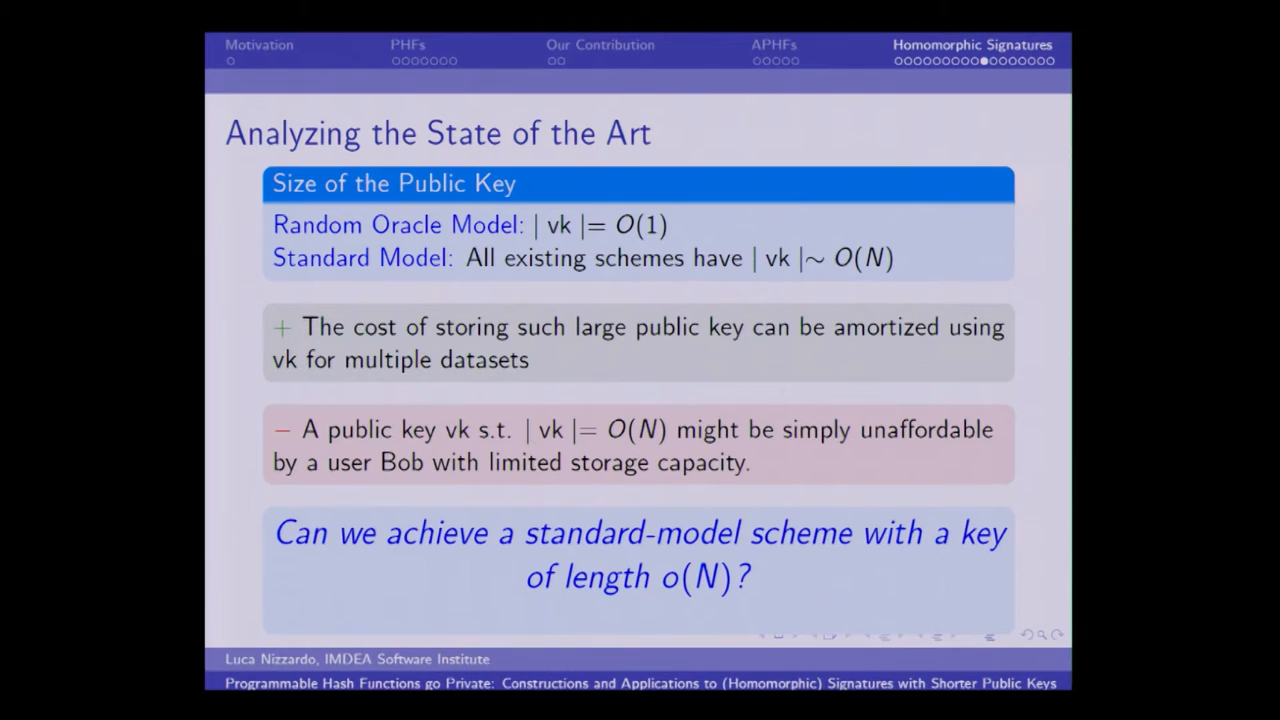 Motivation PHFs Our Contribution APHFs Homomorphic Signatures
Analyzing the State of the Art
Size of the Public Key
Random Oracle Model: | vk |= O(1)
Standard Model: All existing schemes have | vk |∼ O(N)
+ The cost of storing such large public key can be amortized using
vk for multiple datasets
− A public key vk s.t. | vk |= O(N) might be simply unaffordable
by a user Bob with limited storage capacity.
Can we achieve a standard-model scheme with a key
of length o(N)?
Luca Nizzardo, IMDEA Software Institute
Programmable Hash Functions go Private: Constructions and Applications to (Homomorphic) Signatures with Shorter Public Keys